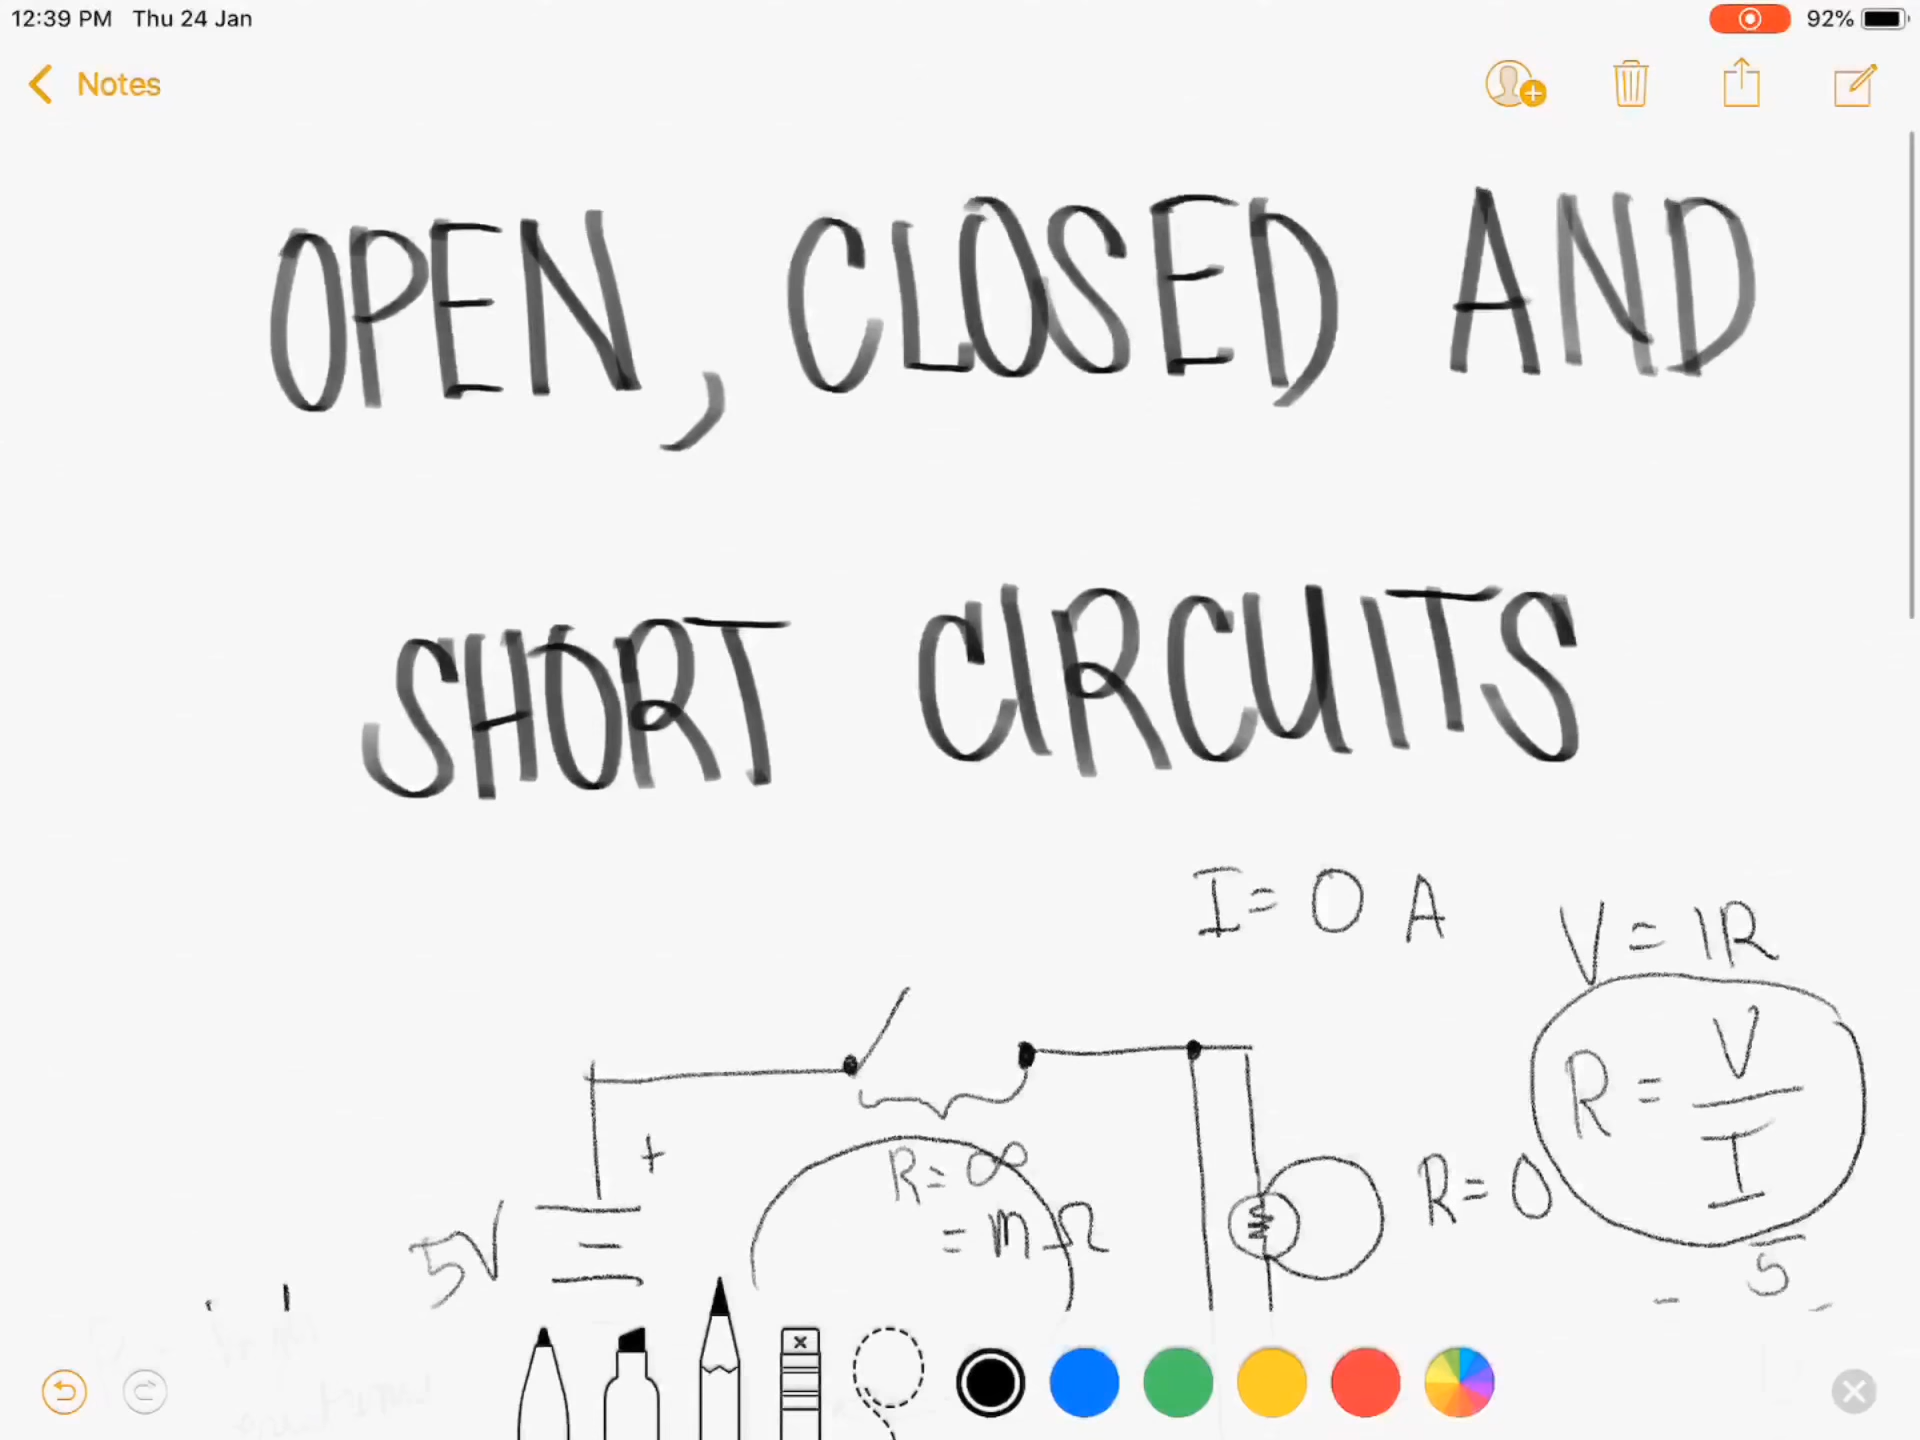 12:39 PM Thu 24 Jan 92%
Notes
OPEN, CLOSED AND
SHORT CIRCUITS
I = 0 A
V = IR
R = V / I
+
R = ∞
= mΩ
R = 0
5V
5